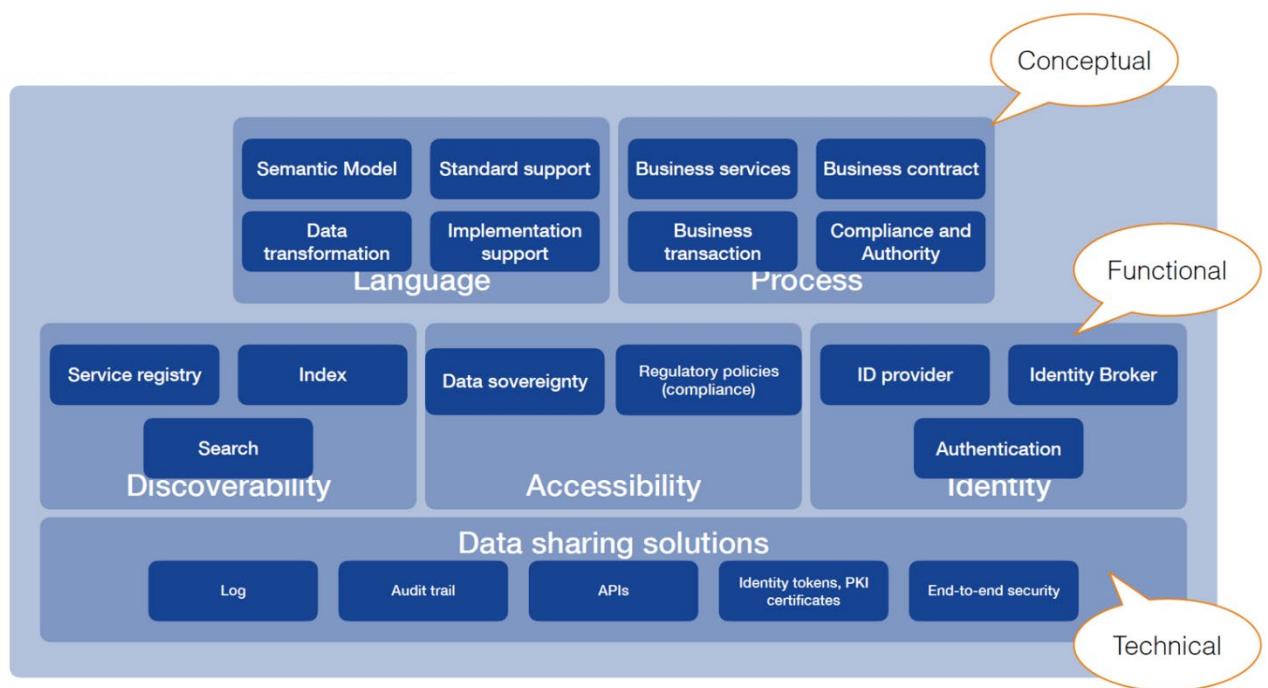 Conceptual
Semantic Model
Standard support
Business services
Business contract
Data
transformation
Implementation
support
Business
transaction
Compliance and
Authority
Language
Process
Functional
Service registry
Index
Data sovereignty
Regulatory policies
(compliance)
ID provider
Identity Broker
Search
Authentication
Discoverability
Accessibility
Identity
Data sharing solutions
Log
Audit trail
APIs
Identity tokens, PKI
certificates
End-to-end security
Technical